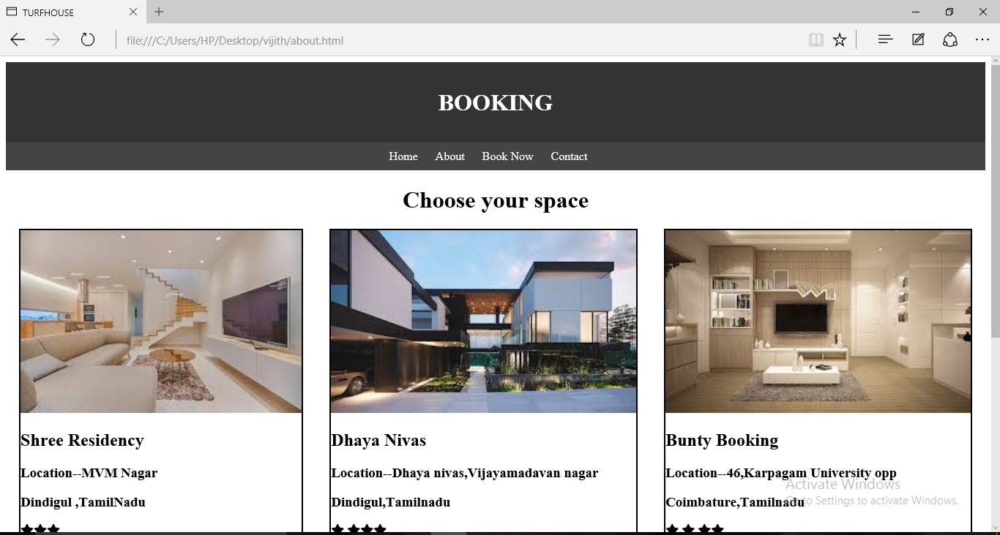 TURFHOUSE
file:///C:/Users/HP/Desktop/vijith/about.html
BOOKING
Home About Book Now Contact
Choose your space
Shree Residency
Location--MVM Nagar
Dindigul ,TamilNadu
Dhaya Nivas
Location--Dhaya nivas,Vijayamadavan nagar
Dindigul,Tamilnadu
Bunty Booking
Location--46,Karpagam University opp
Coimbature,Tamilnadu
Activate Windows
Go to Settings to activate Windows.